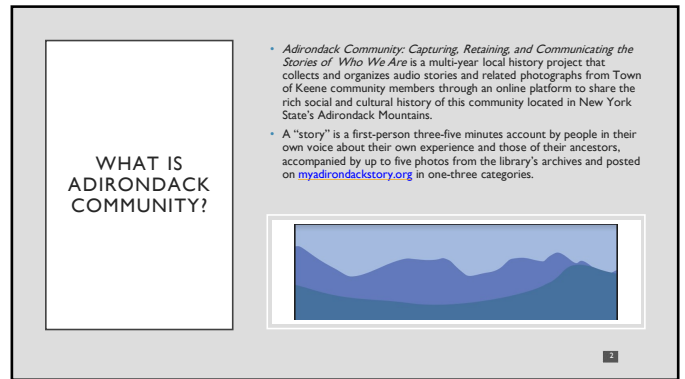 WHAT IS
ADIRONDACK
COMMUNITY?
• Adirondack Community: Capturing, Retaining, and Communicating the
Stories of Who We Are is a multi-year local history project that
collects and organizes audio stories and related photographs from Town
of Keene community members through an online platform to share the
rich social and cultural history of this community located in New York
State's Adirondack Mountains.
• A “story” is a first-person three-five minutes account by people in their
own voice about their own experience and those of their ancestors,
accompanied by up to five photos from the library's archives and posted
on myadirondackstory.org in one-three categories.
2